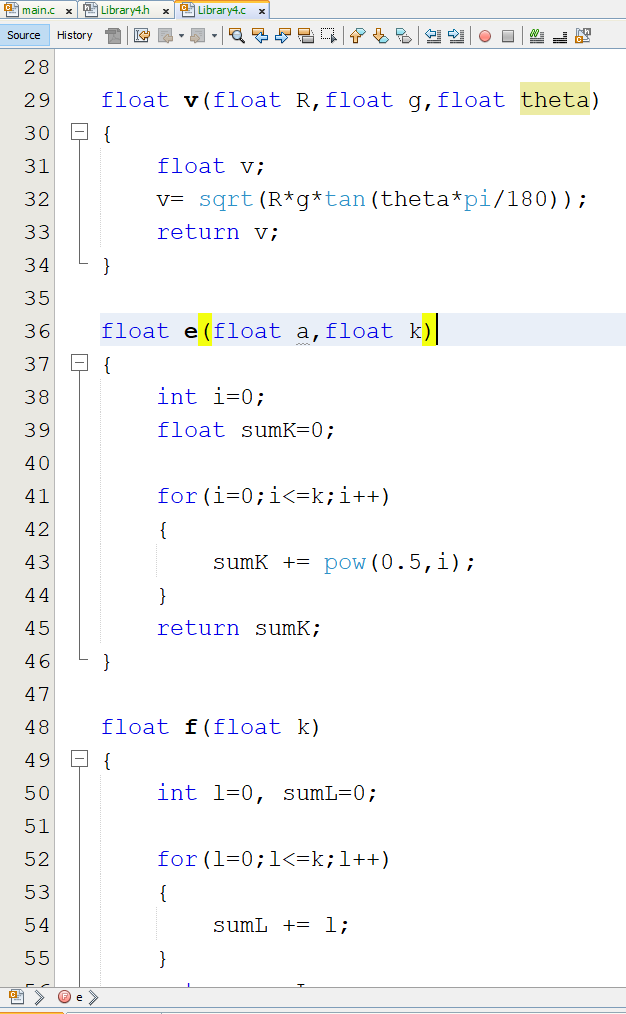 main.c × Library4.h × Library4.c ×
Source History
28
29 float v(float R,float g,float theta)
30 {
31 float v;
32 v= sqrt(R*g*tan(theta*pi/180));
33 return v;
34 }
35
36 float e(float a,float k)
37 {
38 int i=0;
39 float sumK=0;
40
41 for(i=0;i<=k;i++)
42 {
43 sumK += pow(0.5,i);
44 }
45 return sumK;
46 }
47
48 float f(float k)
49 {
50 int l=0, sumL=0;
51
52 for(l=0;l<=k;l++)
53 {
54 sumL += l;
55 }
e